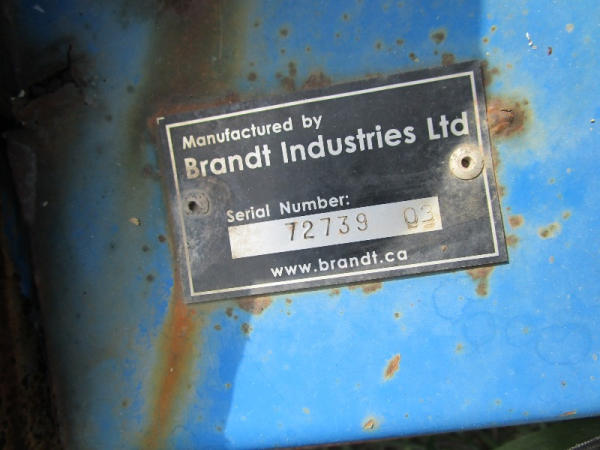 Manufactured by
Brandt Industries Ltd
Serial Number:
72739 03
www.brandt.ca